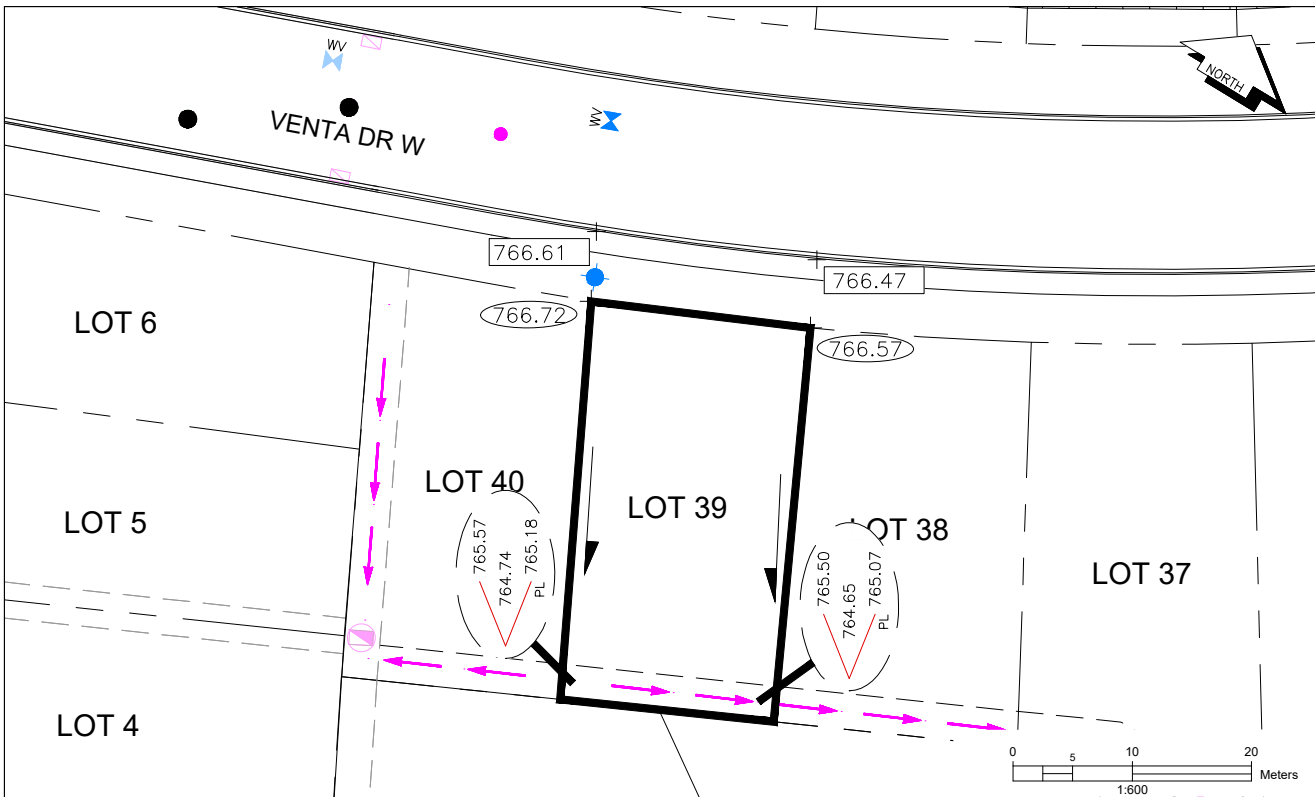 WV
NORTH
VENTA DR W
WV
766.61
766.47
766.72
766.57
LOT 6
LOT 40
LOT 39
LOT 38
LOT 5
LOT 37
765.57
764.74
765.18
PL
765.50
764.65
765.07
PL
LOT 4
0 5 10 20
Meters
1:600